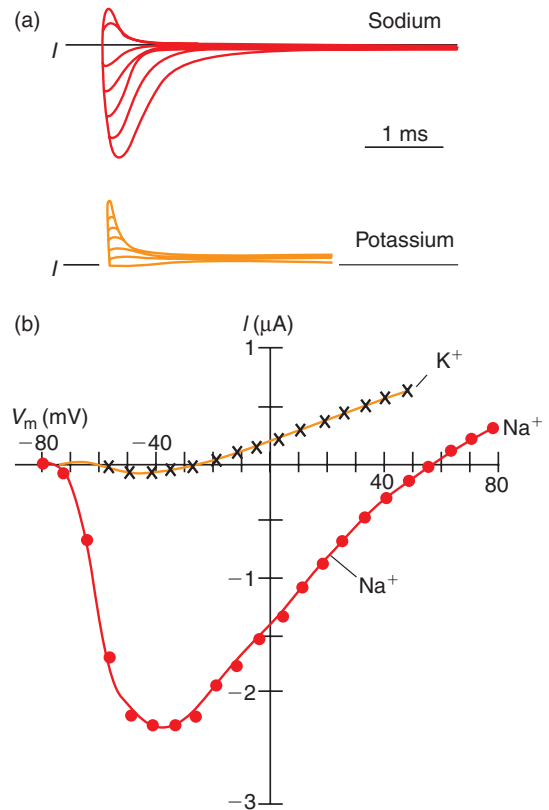 (a)
Sodium
I
1 ms
Potassium
I
(b)
I (μA)
1
K⁺
Vₘ (mV)
−80
−40
Na⁺
40
80
−1
Na⁺
−2
−3